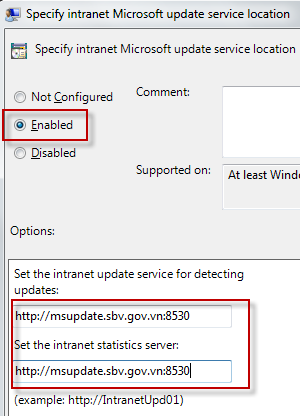 Specify intranet Microsoft update service location
Specify intranet Microsoft update service location
Not Configured
Comment:
Enabled
Disabled
Supported on:
At least Windo
Options:
Set the intranet update service for detecting
updates:
http://msupdate.sbv.gov.vn:8530
Set the intranet statistics server:
http://msupdate.sbv.gov.vn:8530
(example: http://IntranetUpd01)